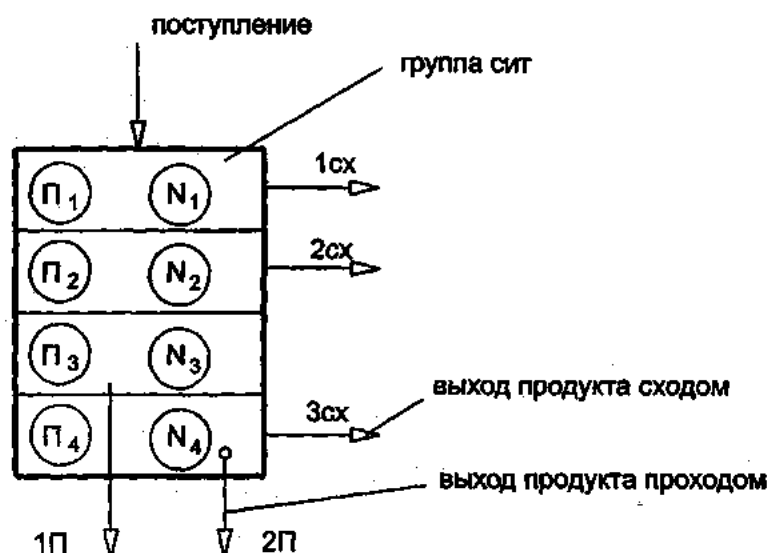 поступление
группа сит
П1 N1 1сх
П2 N2 2сх
П3 N3
выход продукта сходом
П4 N4 3сх
выход продукта проходом
1П 2П